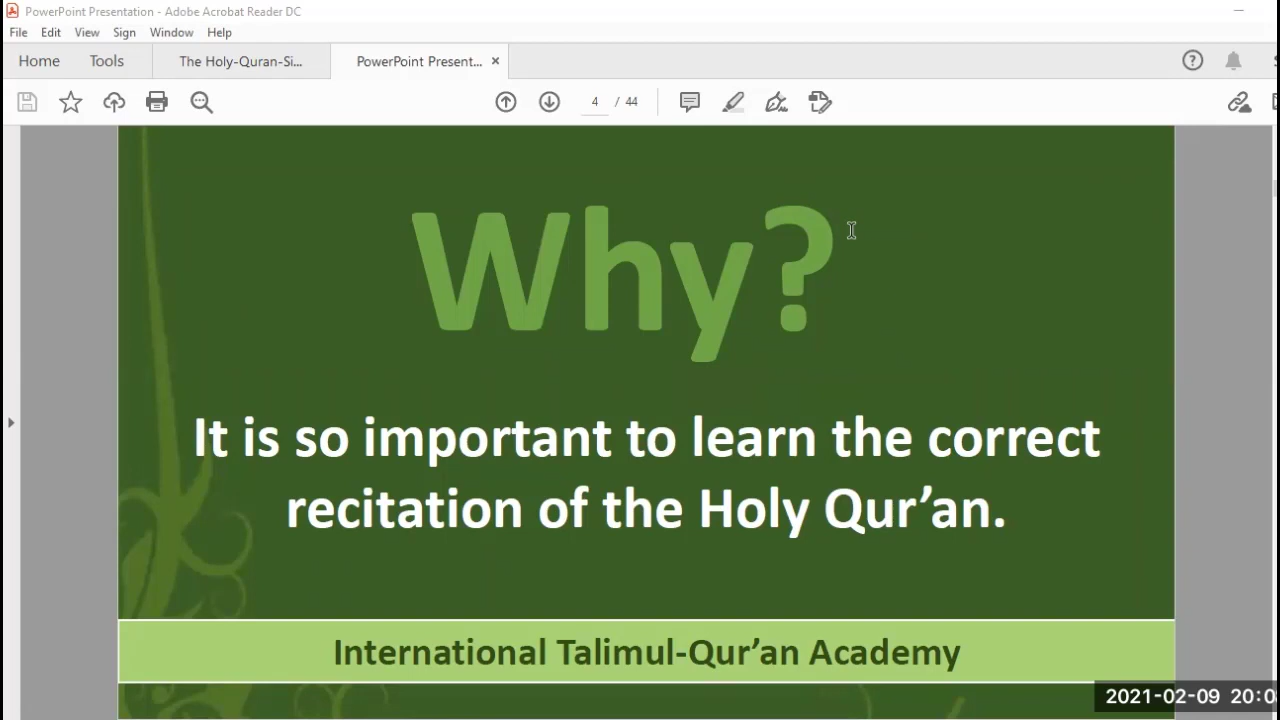 PowerPoint Presentation - Adobe Acrobat Reader DC
File Edit View Sign Window Help
Home Tools The Holy-Quran-Si... PowerPoint Present... ×
4 / 44
Why?
It is so important to learn the correct
recitation of the Holy Qur’an.
International Talimul-Qur’an Academy
2021-02-09 20:0